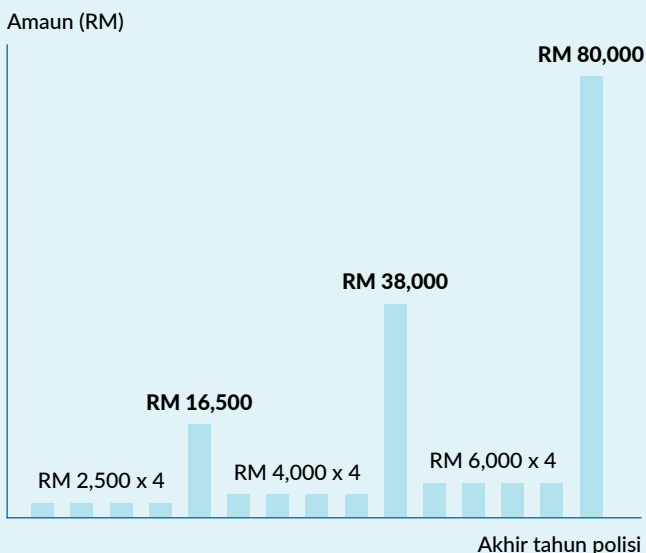 Amaun (RM)
RM 80,000
RM 38,000
RM 16,500
RM 6,000 x 4
RM 4,000 x 4
RM 2,500 x 4
Akhir tahun polisi